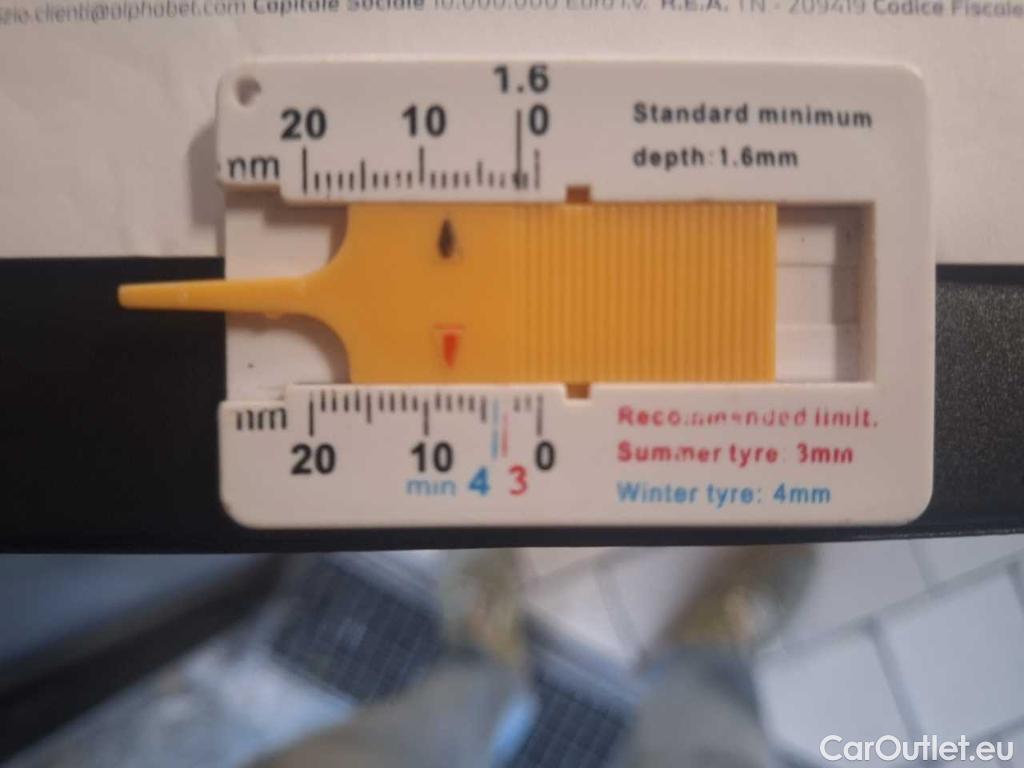 zio.clienti@alphabet.com Capitale Sociale 10.000.000 Euro i.v. R.E.A. TN - 209419 Codice Fiscale
1.6
20 10 0
mm
Standard minimum
depth:1.6mm
mm
20 10 0
min 4 3
Recommended limit.
Summer tyre: 3mm
Winter tyre: 4mm
CarOutlet.eu